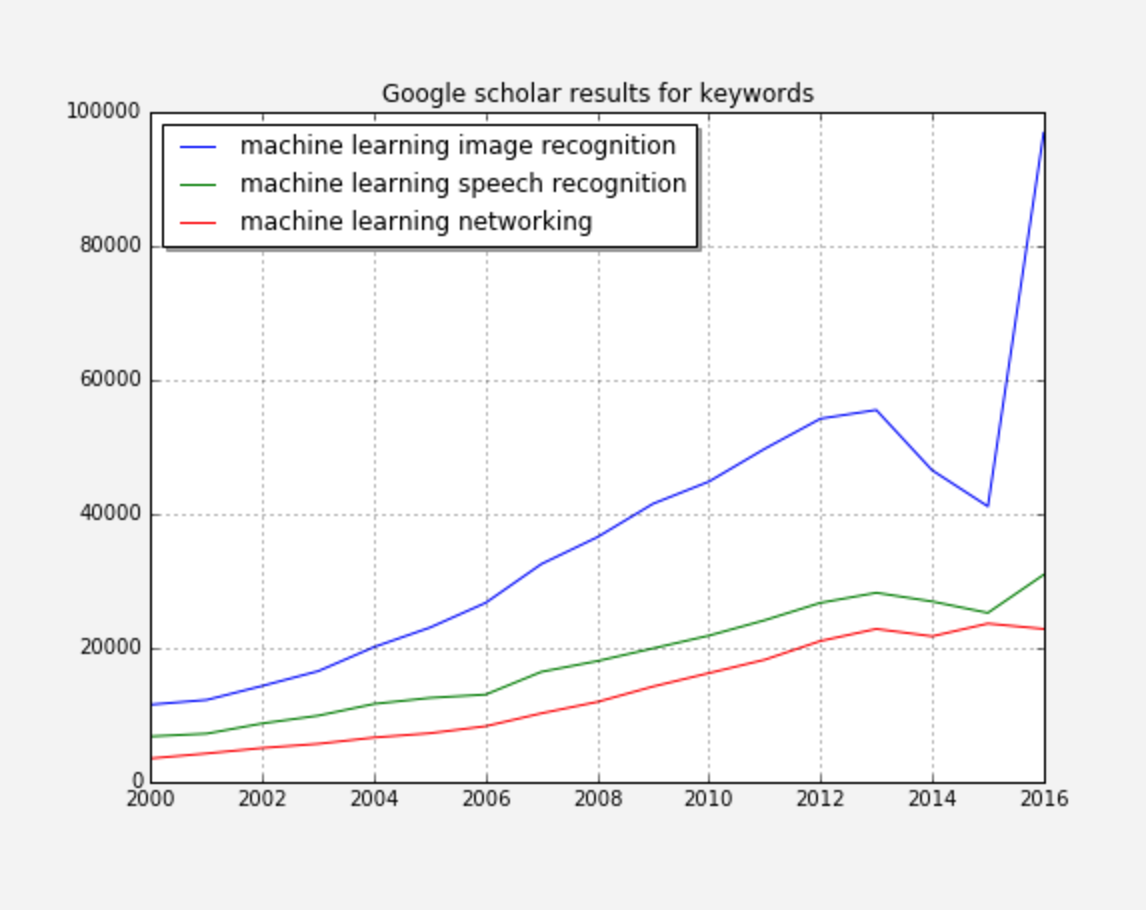 Google scholar results for keywords
100000
machine learning image recognition
machine learning speech recognition
machine learning networking
80000
60000
40000
20000
0
2000 2002 2004 2006 2008 2010 2012 2014 2016